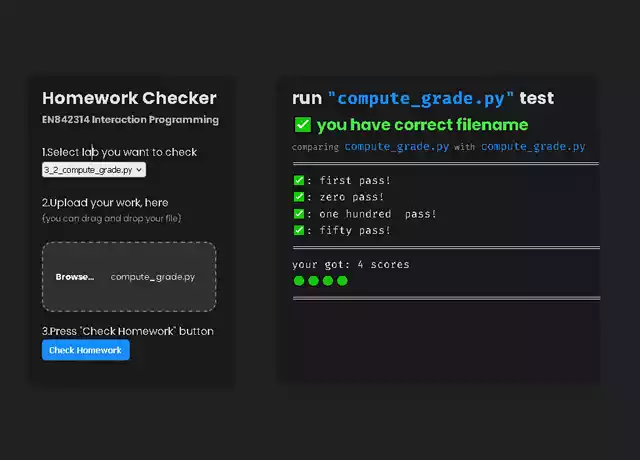 Homework Checker
EN842314 Interaction Programming
1.Select lab you want to check
3_2_compute_grade.py
2.Upload your work, here
(you can drag and drop your file)
Browse... compute_grade.py
3.Press "Check Homework" button
Check Homework
run "compute_grade.py" test
✅ you have correct filename
comparing compute_grade.py with compute_grade.py
✅: first pass!
✅: zero pass!
✅: one hundred  pass!
✅: fifty pass!
your got: 4 scores